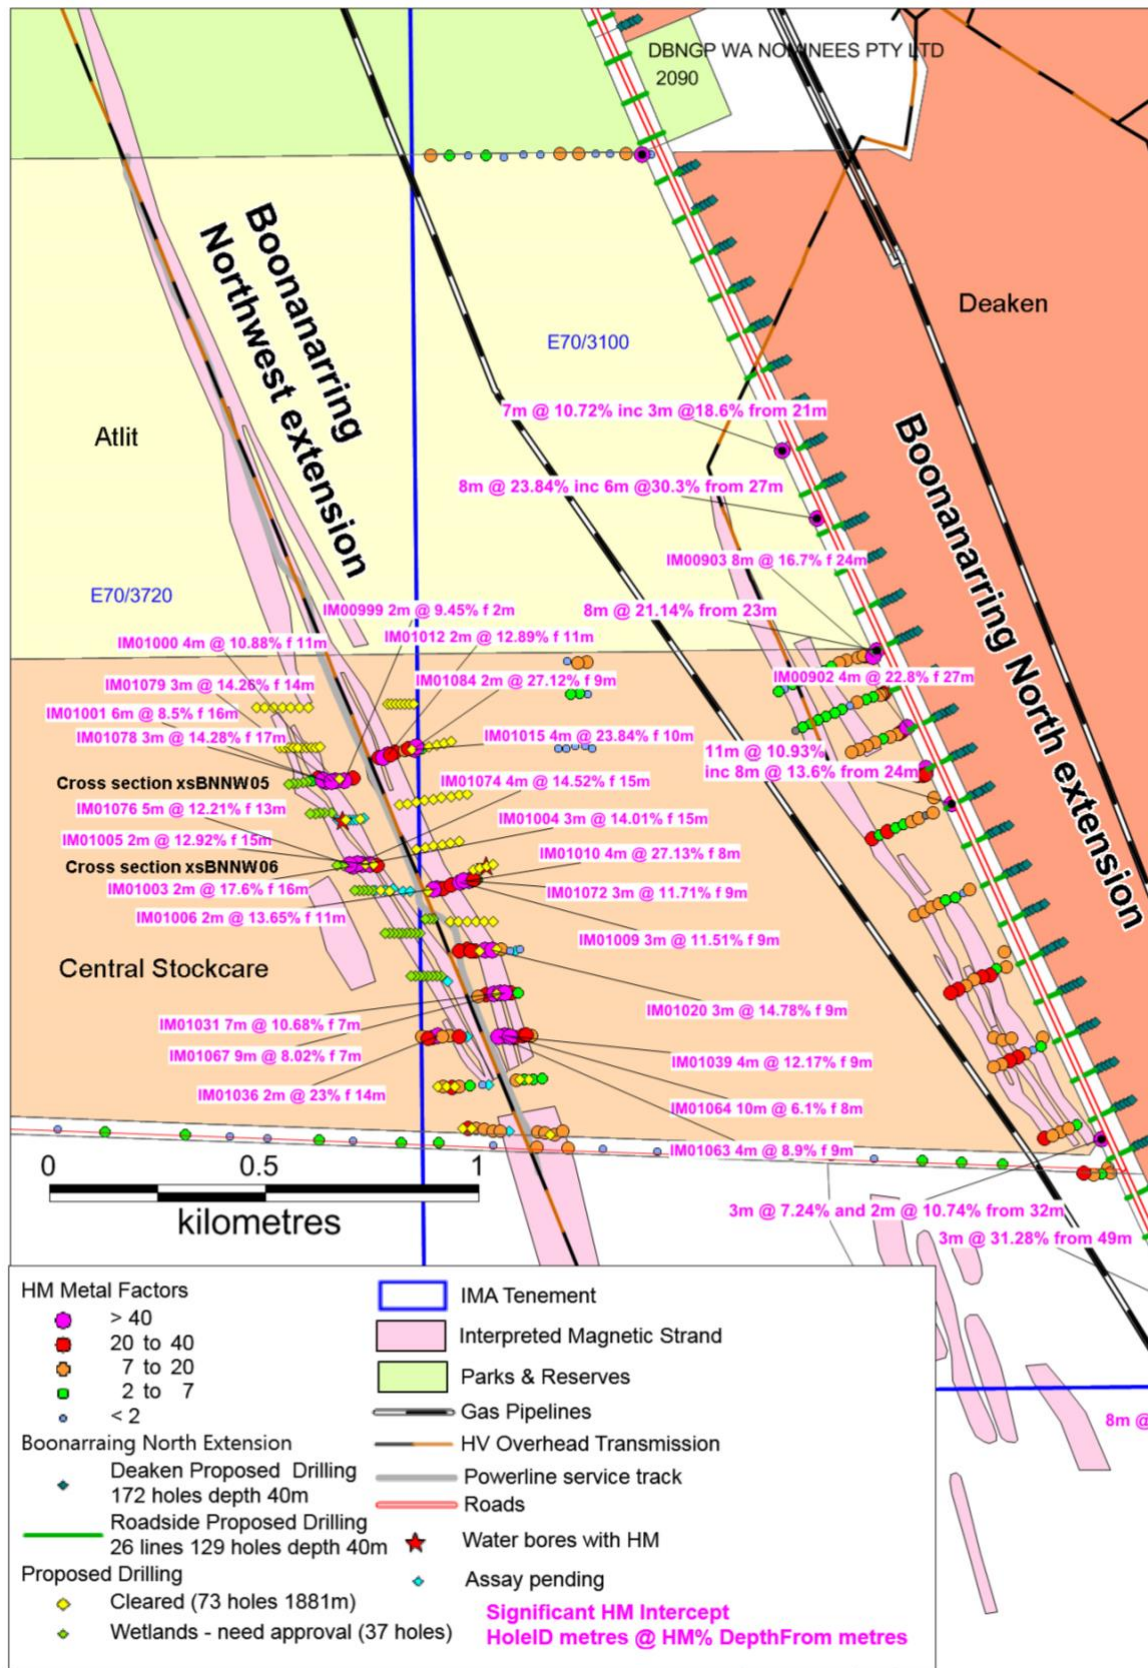 DBNGP WA NOMINEES PTY LTD
2090
Boonanarring
Northwest extension
Deaken
E70/3100
7m @ 10.72% inc 3m @18.6% from 21m
Atlit
Boonanarring North extension
8m @ 23.84% inc 6m @30.3% from 27m
IM00903 8m @ 16.7% f 24m
E70/3720
IM00999 2m @ 9.45% f 2m
8m @ 21.14% from 23m
IM01012 2m @ 12.89% f 11m
IM01000 4m @ 10.88% f 11m
IM00902 4m @ 22.8% f 27m
IM01084 2m @ 27.12% f 9m
IM01079 3m @ 14.26% f 14m
IM01001 6m @ 8.5% f 16m
IM01015 4m @ 23.84% f 10m
IM01078 3m @ 14.28% f 17m
11m @ 10.93%
inc 8m @ 13.6% from 24m
Cross section xsBNNW05
IM01074 4m @ 14.52% f 15m
IM01076 5m @ 12.21% f 13m
IM01004 3m @ 14.01% f 15m
IM01005 2m @ 12.92% f 15m
IM01010 4m @ 27.13% f 8m
Cross section xsBNNW06
IM01003 2m @ 17.6% f 16m
IM01072 3m @ 11.71% f 9m
IM01006 2m @ 13.65% f 11m
IM01009 3m @ 11.51% f 9m
Central Stockcare
IM01020 3m @ 14.78% f 9m
IM01031 7m @ 10.68% f 7m
IM01067 9m @ 8.02% f 7m
IM01039 4m @ 12.17% f 9m
IM01036 2m @ 23% f 14m
IM01064 10m @ 6.1% f 8m
IM01063 4m @ 8.9% f 9m
0 0.5 1
kilometres
3m @ 7.24% and 2m @ 10.74% from 32m
3m @ 31.28% from 49m
8m @
HM Metal Factors
> 40
20 to 40
7 to 20
2 to 7
< 2
Boonarraing North Extension
Deaken Proposed Drilling
172 holes depth 40m
Roadside Proposed Drilling
26 lines 129 holes depth 40m
Proposed Drilling
Cleared (73 holes 1881m)
Wetlands - need approval (37 holes)
IMA Tenement
Interpreted Magnetic Strand
Parks & Reserves
Gas Pipelines
HV Overhead Transmission
Powerline service track
Roads
Water bores with HM
Assay pending
Significant HM Intercept
HoleID metres @ HM% DepthFrom metres